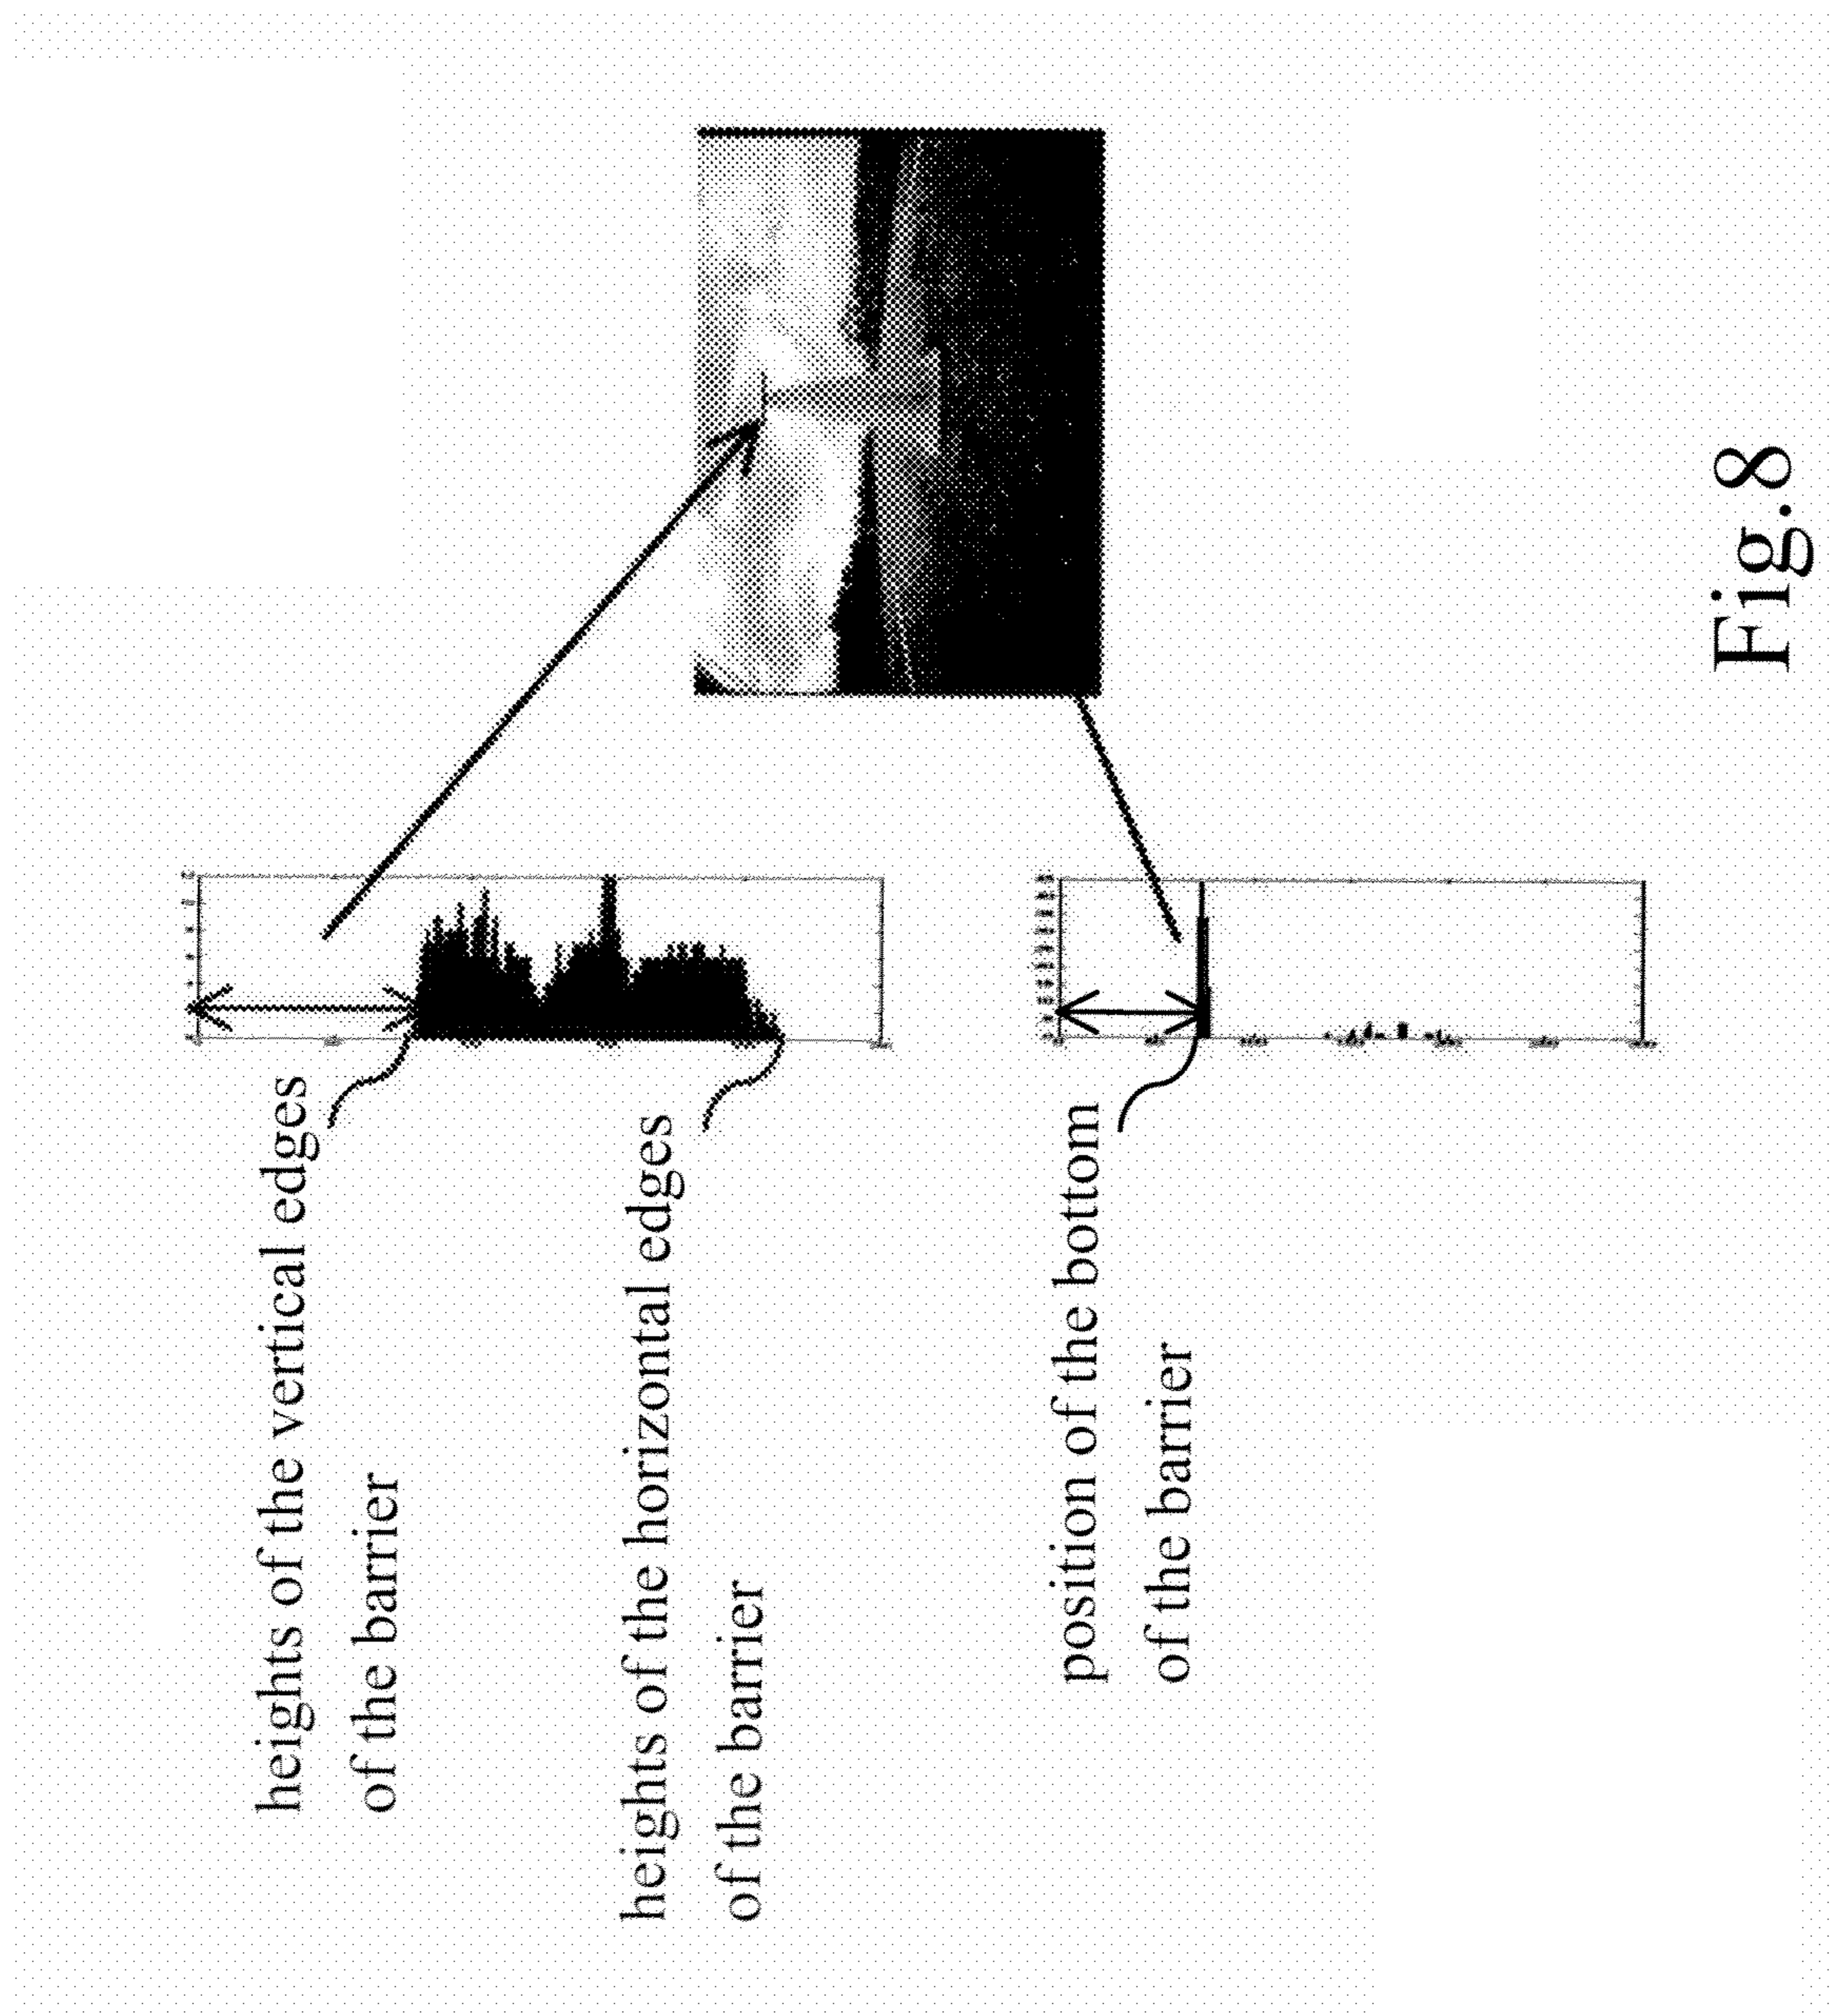 heights of the vertical edges
of the barrier
heights of the horizontal edges
of the barrier
position of the bottom
of the barrier
Fig.8